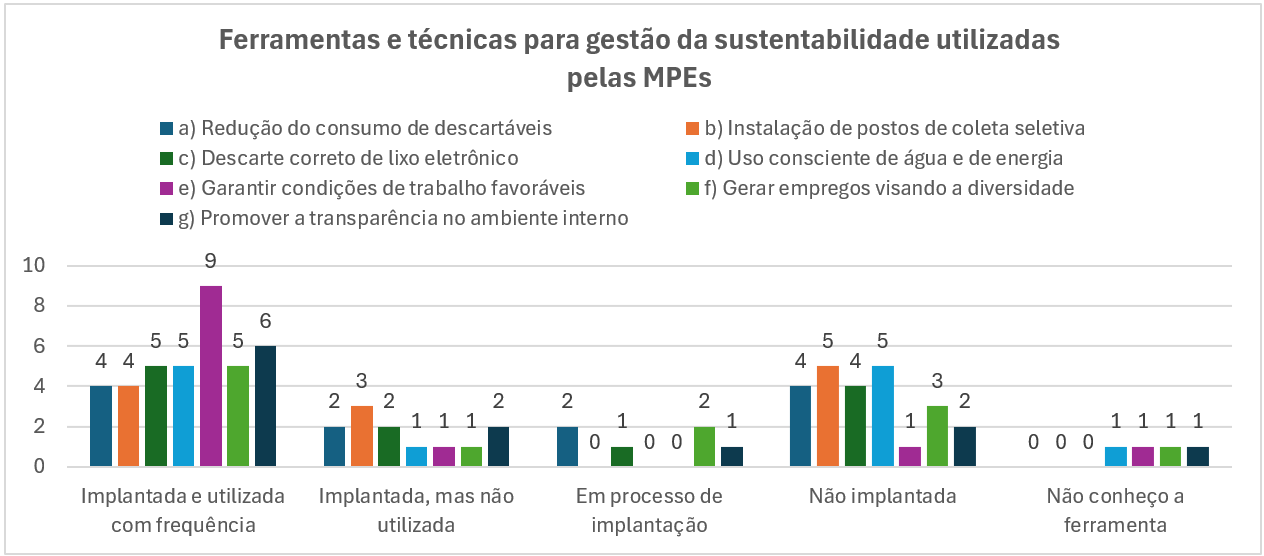 Ferramentas e técnicas para gestão da sustentabilidade utilizadas
pelas MPEs
a) Redução do consumo de descartáveis
b) Instalação de postos de coleta seletiva
c) Descarte correto de lixo eletrônico
d) Uso consciente de água e de energia
e) Garantir condições de trabalho favoráveis
f) Gerar empregos visando a diversidade
g) Promover a transparência no ambiente interno
10
8
6
4
2
0
4 4 5 5 9 5 6
2 3 2 1 1 1 2
2 0 1 0 0 2 1
4 5 4 5 1 3 2
0 0 0 1 1 1 1
Implantada e utilizada
com frequência
Implantada, mas não
utilizada
Em processo de
implantação
Não implantada
Não conheço a
ferramenta